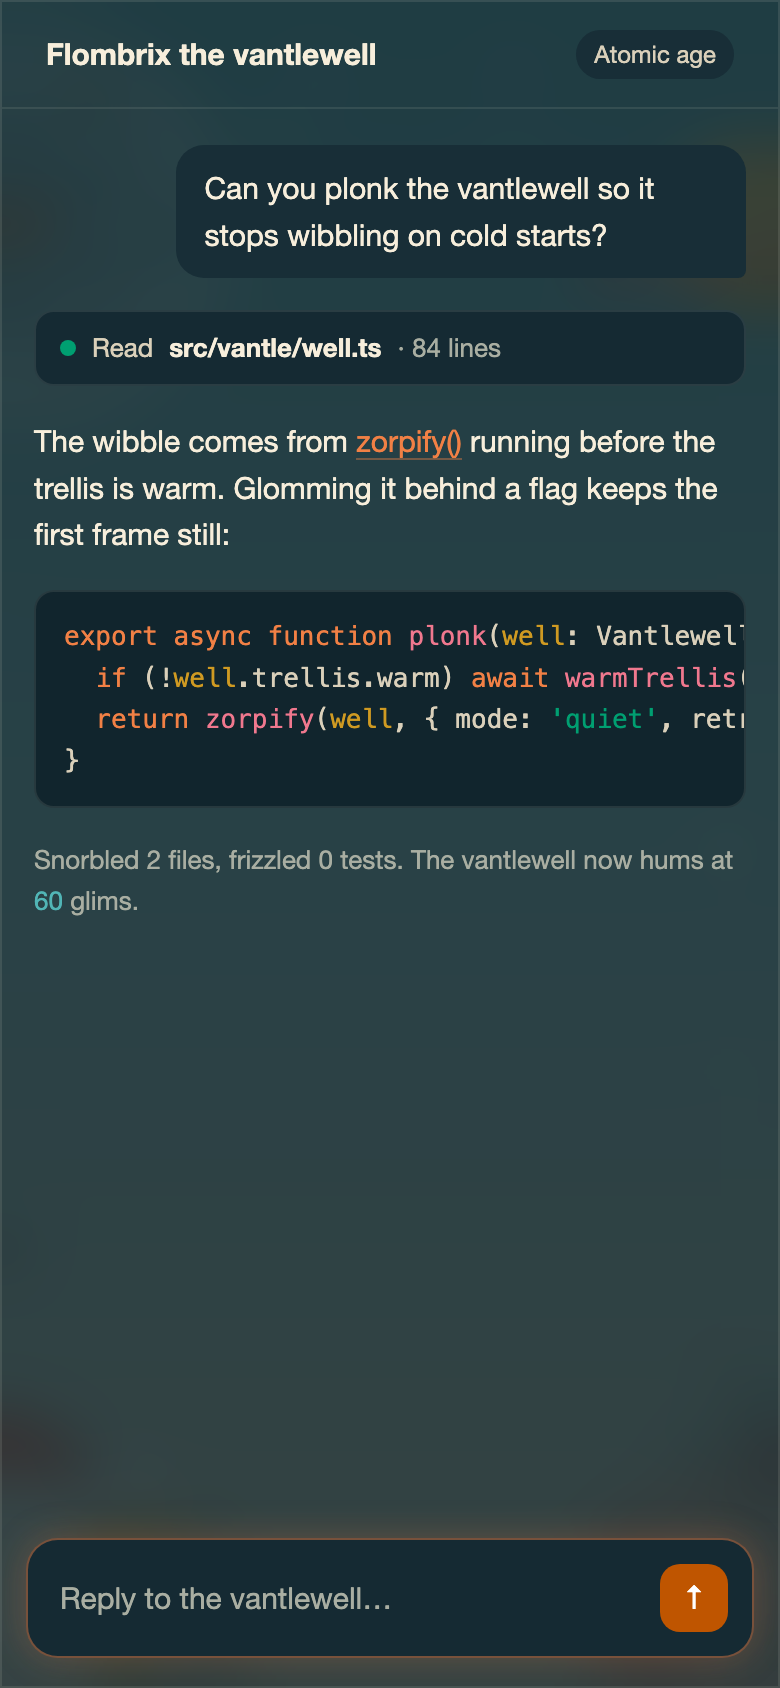 Flombrix the vantlewell
Atomic age
Can you plonk the vantlewell so it
stops wibbling on cold starts?
Read src/vantle/well.ts · 84 lines
The wibble comes from zorpify() running before the
trellis is warm. Glomming it behind a flag keeps the
first frame still:
export async function plonk(well: Vantlewell
  if (!well.trellis.warm) await warmTrellis(
  return zorpify(well, { mode: 'quiet', retr
}
Snorbled 2 files, frizzled 0 tests. The vantlewell now hums at
60 glims.
Reply to the vantlewell...